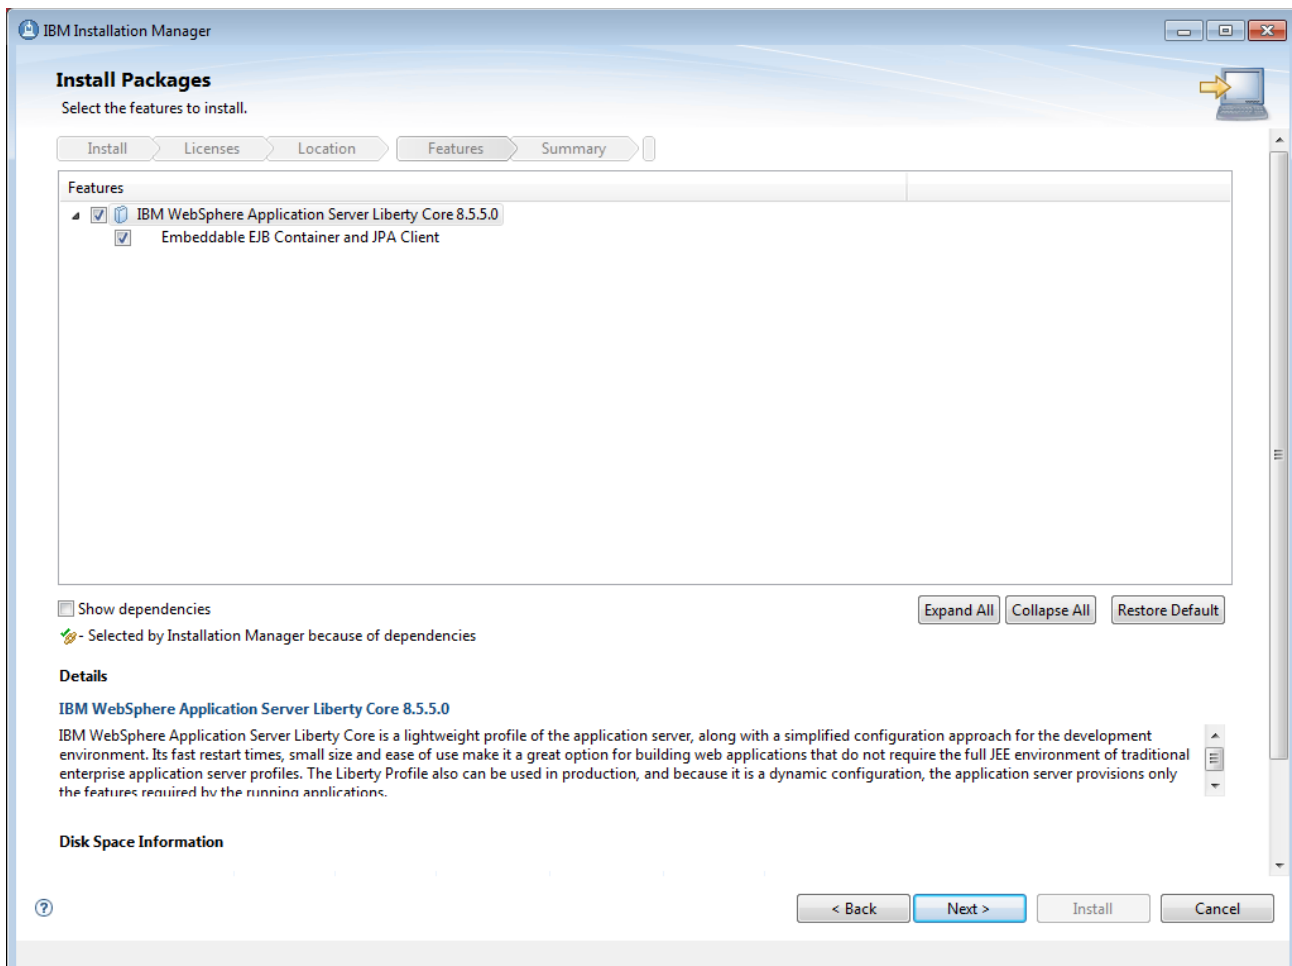 IBM Installation Manager
Install Packages
Select the features to install.
Install Licenses Location Features Summary
Features
IBM WebSphere Application Server Liberty Core 8.5.5.0
Embeddable EJB Container and JPA Client
Show dependencies
Expand All Collapse All Restore Default
- Selected by Installation Manager because of dependencies
Details
IBM WebSphere Application Server Liberty Core 8.5.5.0
IBM WebSphere Application Server Liberty Core is a lightweight profile of the application server, along with a simplified configuration approach for the development
environment. Its fast restart times, small size and ease of use make it a great option for building web applications that do not require the full JEE environment of traditional
enterprise application server profiles. The Liberty Profile also can be used in production, and because it is a dynamic configuration, the application server provisions only
the features required by the running applications.
Disk Space Information
? < Back Next > Install Cancel